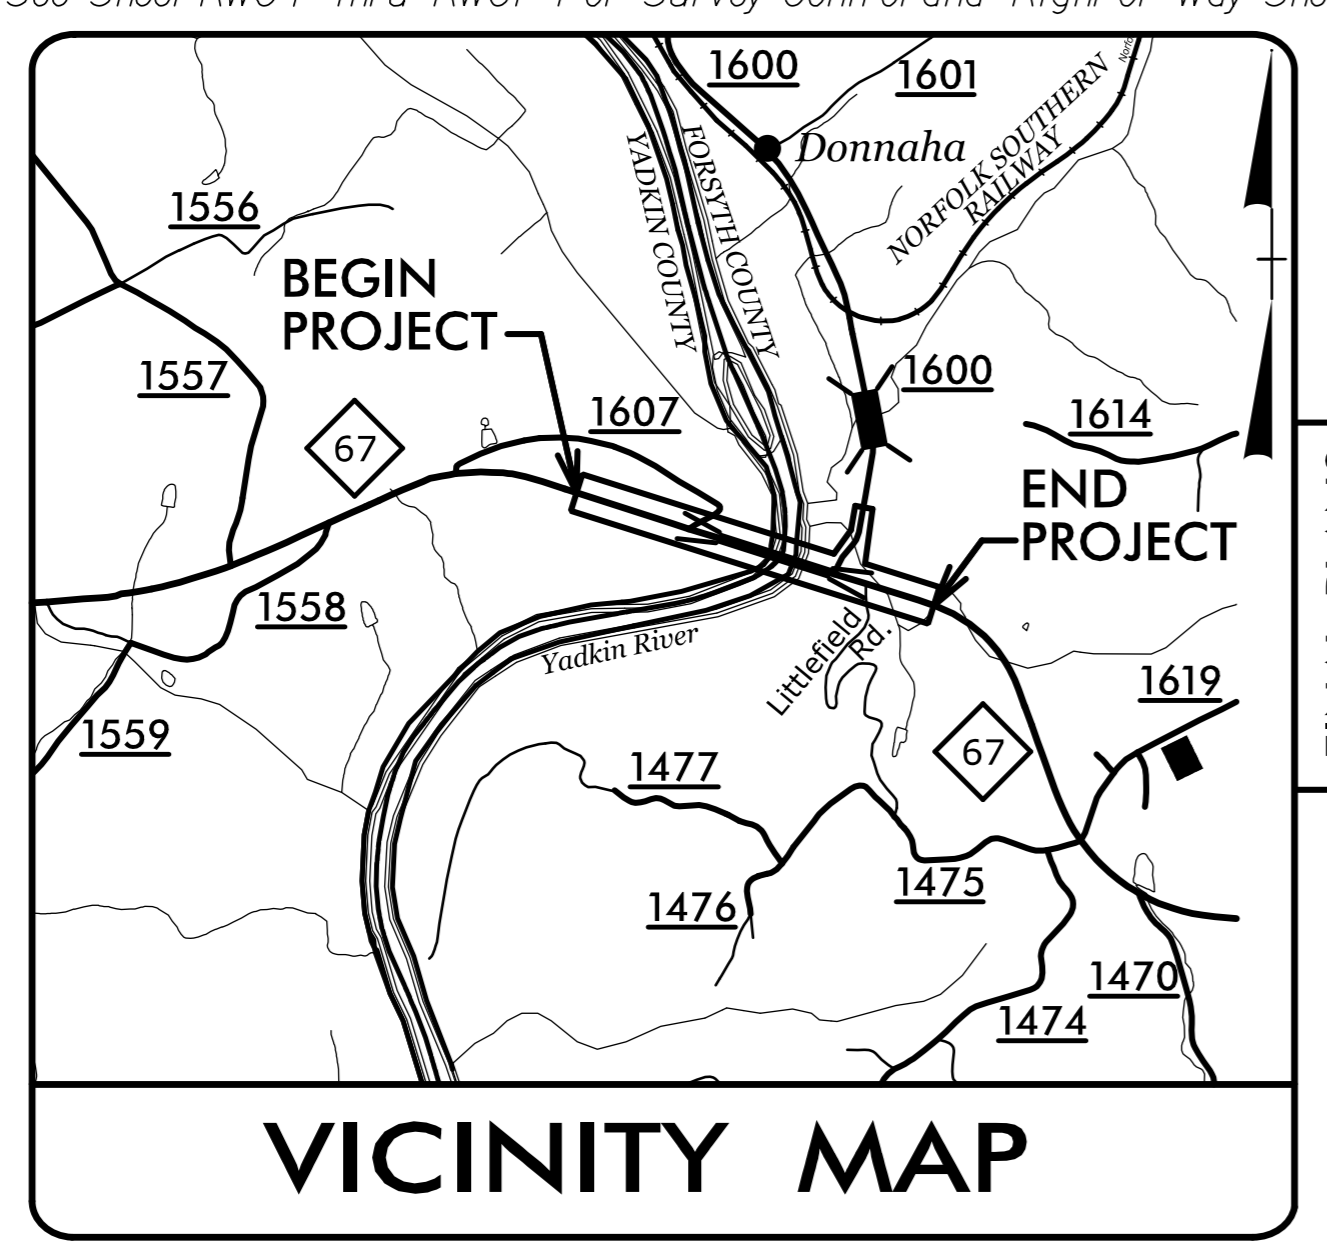 1600
1601
NORFOLK SOUTHERN
RAILWAY
YADKIN COUNTY
FORSYTH COUNTY
Donnaha
1556
BEGIN
PROJECT
1557
1600
67
1607
1614
END
PROJECT
1558
Yadkin River
Littlefield
Rd.
1619
1559
67
1477
1476
1475
1470
1474
VICINITY MAP